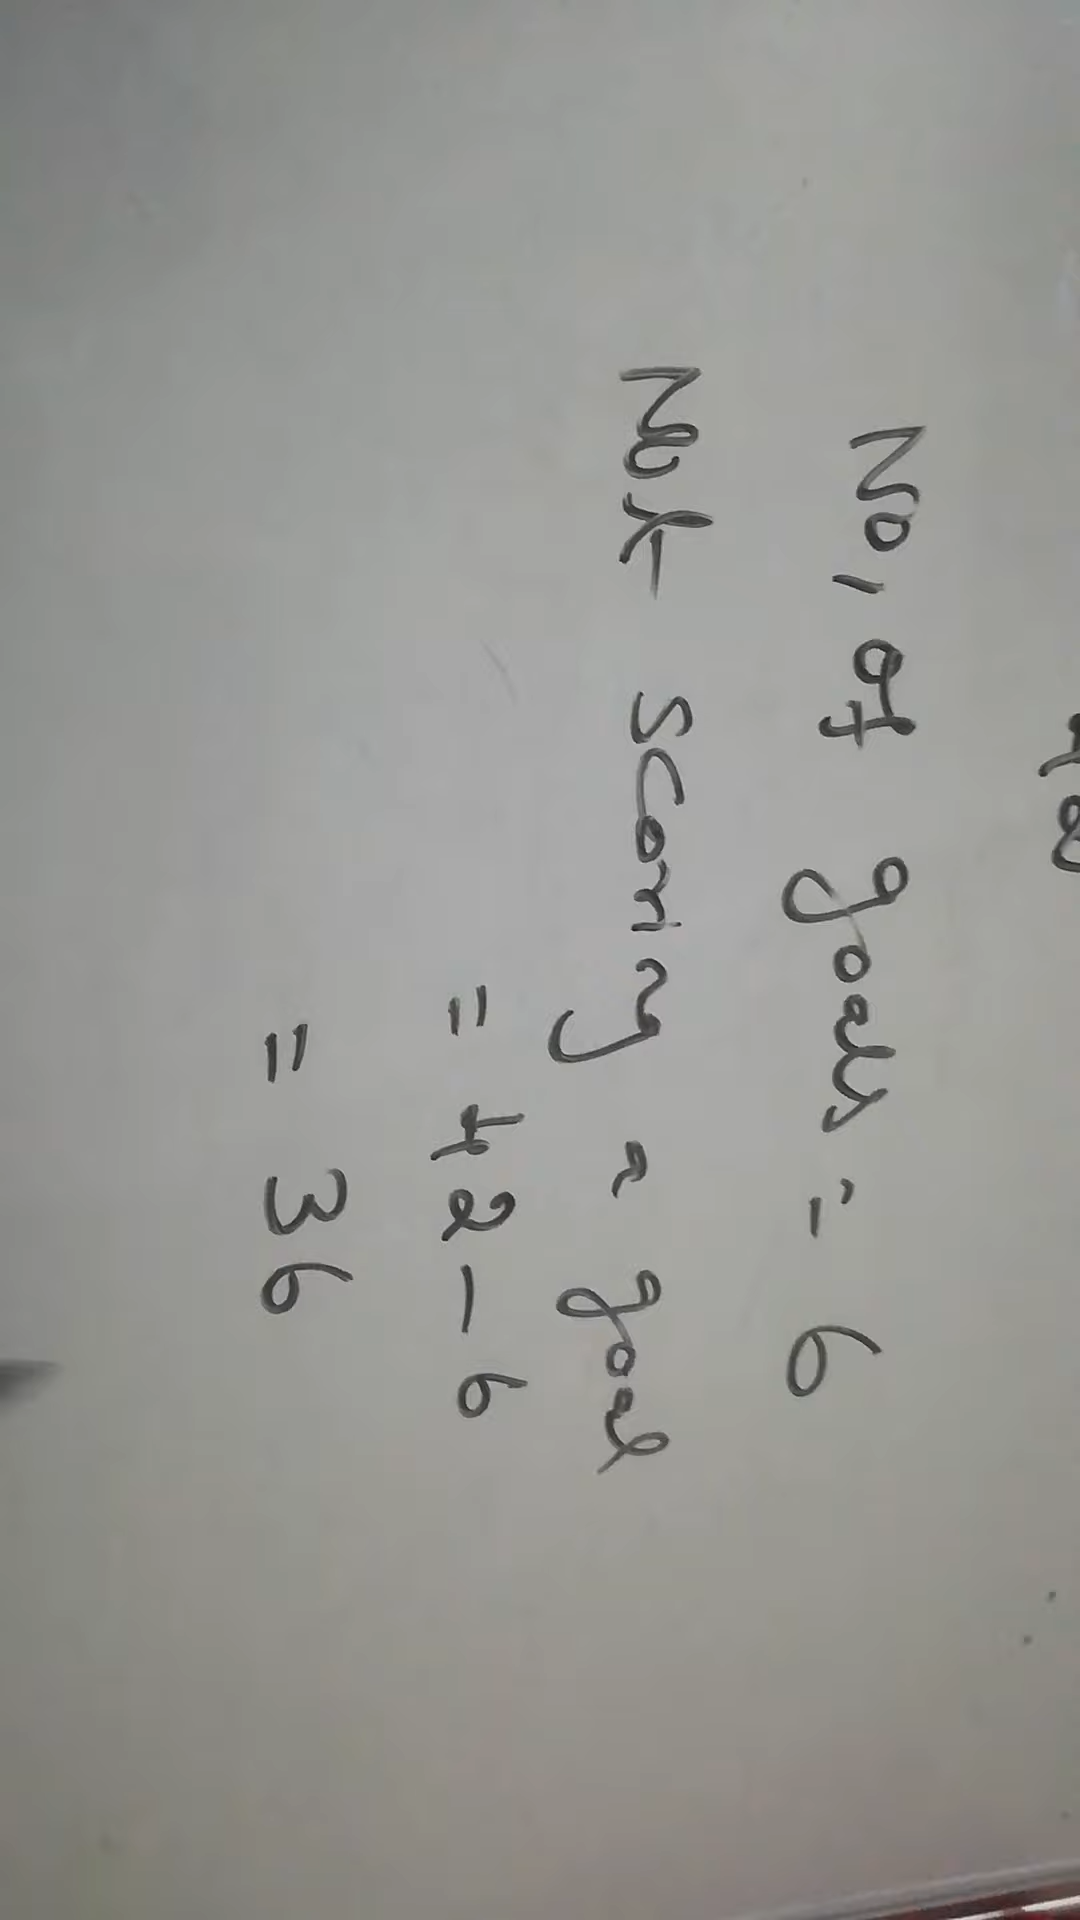 No, of goals = 6
Not scoring a goal
= 42 - 6
= 36